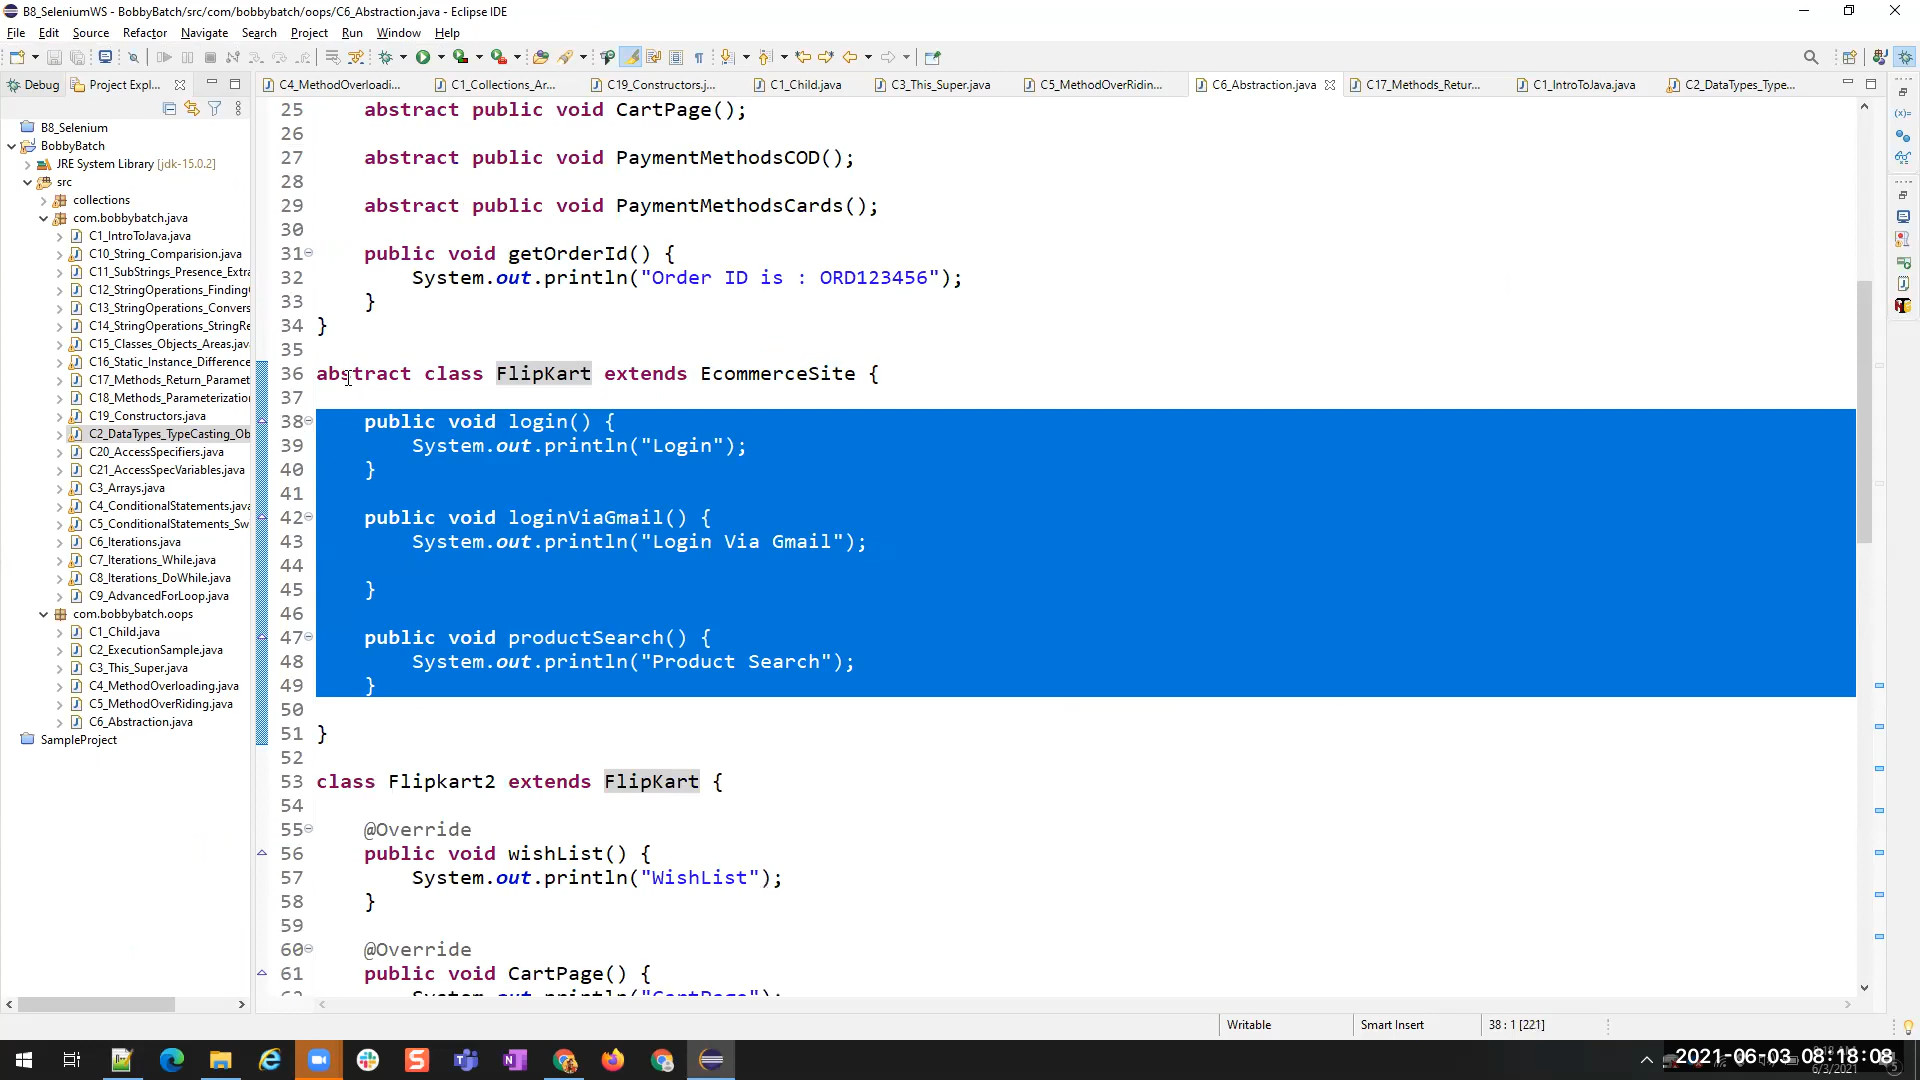 B8_SeleniumWS - BobbyBatch/src/com/bobbybatch/oops/C6_Abstraction.java - Eclipse IDE
File Edit Source Refactor Navigate Search Project Run Window Help
Debug Project Expl...
C4_MethodOverloadi... C1_Collections_Ar... C19_Constructors.j... C1_Child.java C3_This_Super.java C5_MethodOverRidin... C6_Abstraction.java C17_Methods_Retur... C1_IntroToJava.java C2_DataTypes_Type...
B8_Selenium
BobbyBatch
JRE System Library [jdk-15.0.2]
src
collections
com.bobbybatch.java
C1_IntroToJava.java
C10_String_Comparision.java
C11_SubStrings_Presence_Extra
C12_StringOperations_Finding
C13_StringOperations_Convers
C14_StringOperations_StringRe
C15_Classes_Objects_Areas.java
C16_Static_Instance_Difference
C17_Methods_Return_Paramet
C18_Methods_Parameterization
C19_Constructors.java
C2_DataTypes_TypeCasting_Ob
C20_AccessSpecifiers.java
C21_AccessSpecVariables.java
C3_Arrays.java
C4_ConditionalStatements.java
C5_ConditionalStatements_Sw
C6_Iterations.java
C7_Iterations_While.java
C8_Iterations_DoWhile.java
C9_AdvancedForLoop.java
com.bobbybatch.oops
C1_Child.java
C2_ExecutionSample.java
C3_This_Super.java
C4_MethodOverloading.java
C5_MethodOverRiding.java
C6_Abstraction.java
SampleProject
25 abstract public void CartPage();
26
27 abstract public void PaymentMethodsCOD();
28
29 abstract public void PaymentMethodsCards();
30
31 public void getOrderId() {
32 System.out.println("Order ID is : ORD123456");
33 }
34 }
35
36 abstract class FlipKart extends EcommerceSite {
37
38 public void login() {
39 System.out.println("Login");
40 }
41
42 public void loginViaGmail() {
43 System.out.println("Login Via Gmail");
44
45 }
46
47 public void productSearch() {
48 System.out.println("Product Search");
49 }
50
51 }
52
53 class Flipkart2 extends FlipKart {
54
55 @Override
56 public void wishList() {
57 System.out.println("WishList");
58 }
59
60 @Override
61 public void CartPage() {
System.out.println("CartPage");
Writable Smart Insert 38 : 1 [221]
2021-06-03 08:18:08
6/3/2021